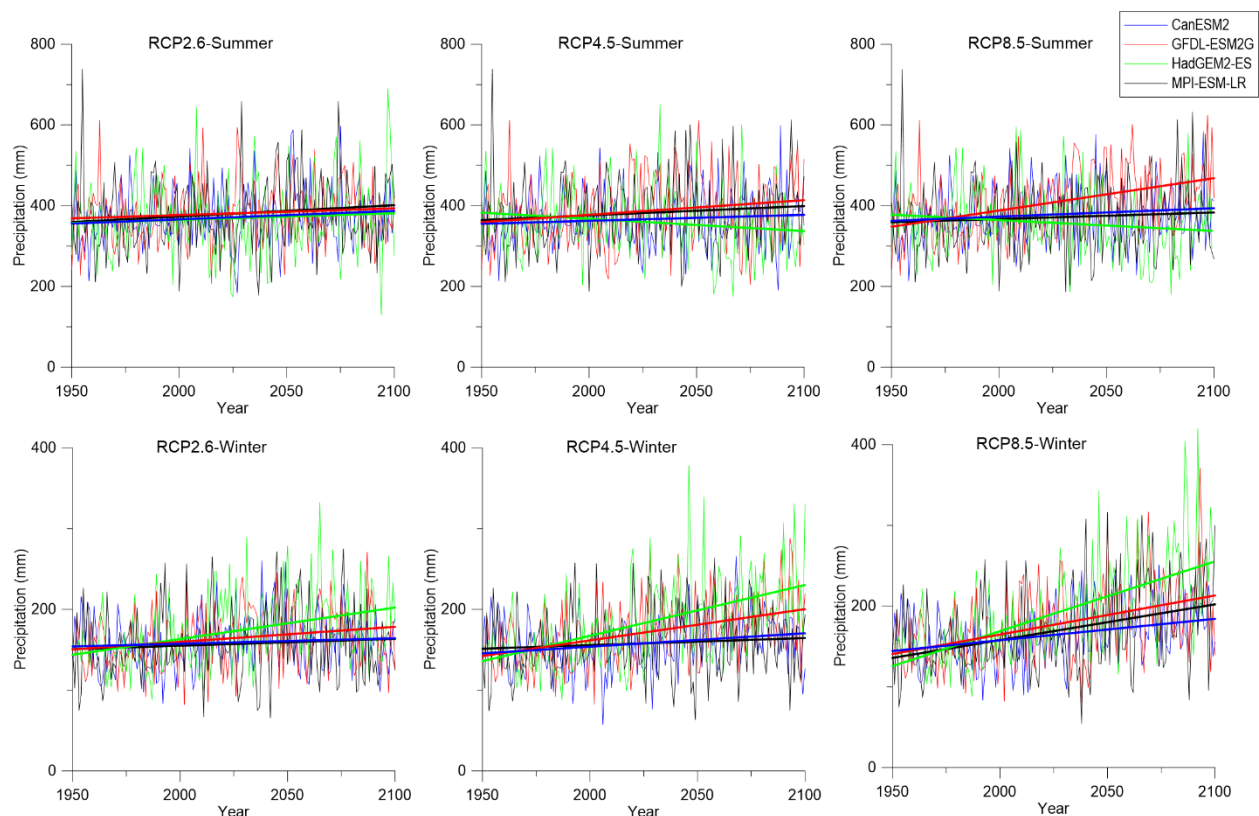 CanESM2
GFDL-ESM2G
HadGEM2-ES
MPI-ESM-LR
RCP2.6-Summer
800
600
400
200
0
Precipitation (mm)
1950 2000 2050 2100
Year
RCP4.5-Summer
800
600
400
200
0
Precipitation (mm)
1950 2000 2050 2100
Year
RCP8.5-Summer
800
600
400
200
0
Precipitation (mm)
1950 2000 2050 2100
Year
RCP2.6-Winter
400
200
0
Precipitation (mm)
1950 2000 2050 2100
Year
RCP4.5-Winter
400
200
0
Precipitation (mm)
1950 2000 2050 2100
Year
RCP8.5-Winter
400
200
0
Precipitation (mm)
1950 2000 2050 2100
Year